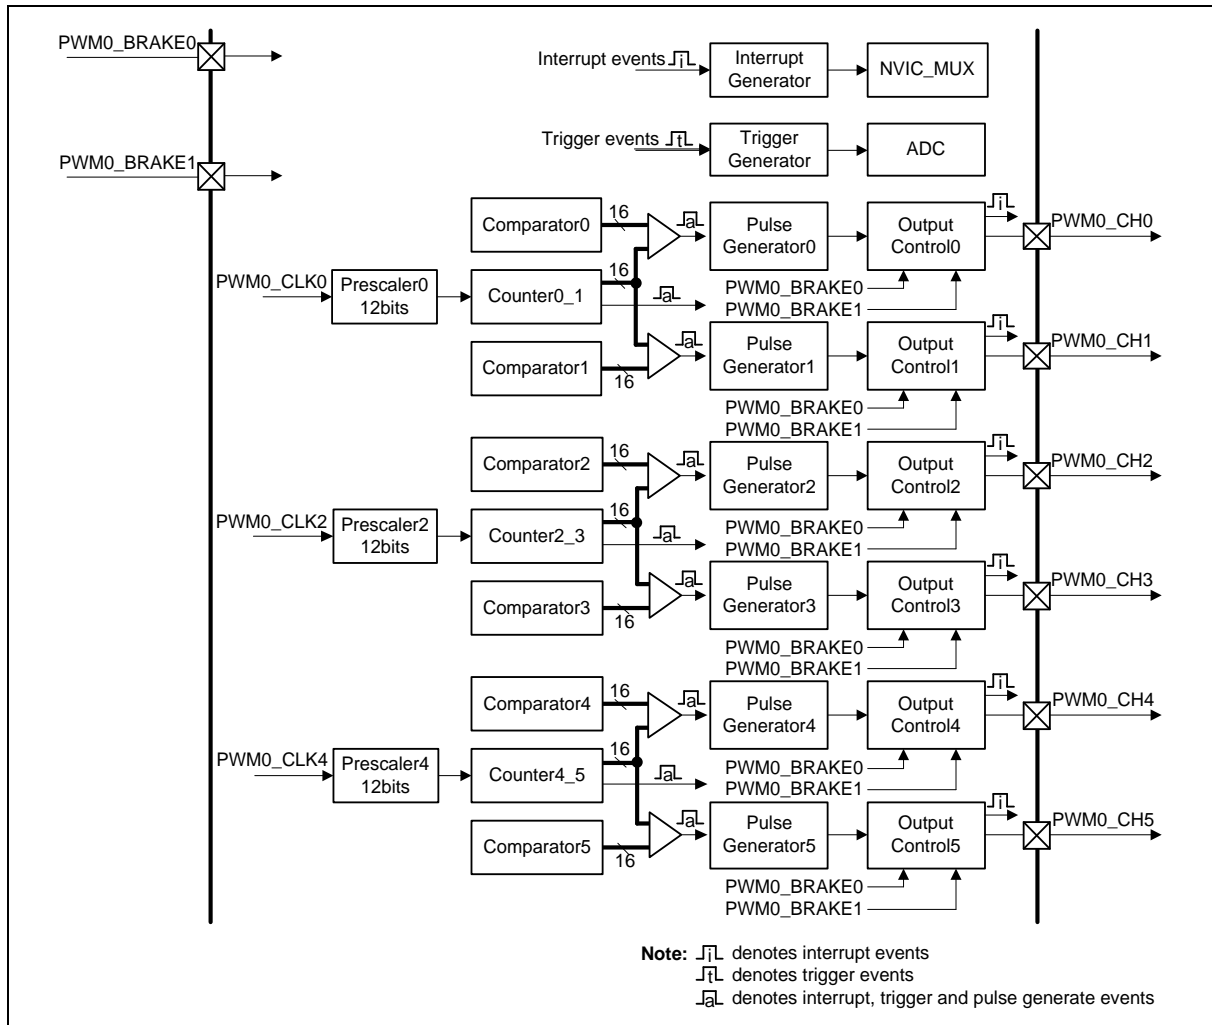 PWM0_BRAKE0
Interrupt events i
Interrupt
Generator
NVIC_MUX
PWM0_BRAKE1
Trigger events t
Trigger
Generator
ADC
Comparator0
16
a
Pulse
Generator0
Output
Control0
i
PWM0_CH0
PWM0_CLK0
Prescaler0
12bits
Counter0_1
16
a
PWM0_BRAKE0
PWM0_BRAKE1
Comparator1
16
a
Pulse
Generator1
Output
Control1
i
PWM0_CH1
PWM0_BRAKE0
PWM0_BRAKE1
Comparator2
16
a
Pulse
Generator2
Output
Control2
i
PWM0_CH2
PWM0_CLK2
Prescaler2
12bits
Counter2_3
16
a
PWM0_BRAKE0
PWM0_BRAKE1
Comparator3
16
a
Pulse
Generator3
Output
Control3
i
PWM0_CH3
PWM0_BRAKE0
PWM0_BRAKE1
Comparator4
16
a
Pulse
Generator4
Output
Control4
i
PWM0_CH4
PWM0_CLK4
Prescaler4
12bits
Counter4_5
16
a
PWM0_BRAKE0
PWM0_BRAKE1
Comparator5
16
a
Pulse
Generator5
Output
Control5
i
PWM0_CH5
PWM0_BRAKE0
PWM0_BRAKE1
Note: i denotes interrupt events
t denotes trigger events
a denotes interrupt, trigger and pulse generate events